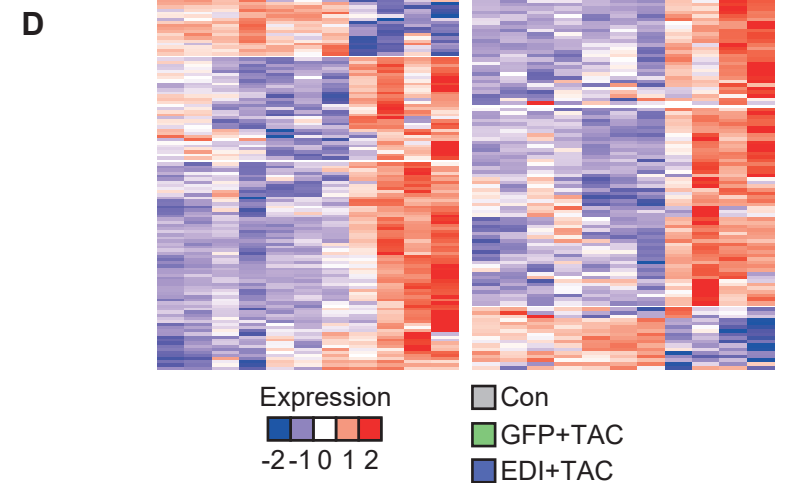 D
Expression
-2 -1 0 1 2
Con
GFP+TAC
EDI+TAC